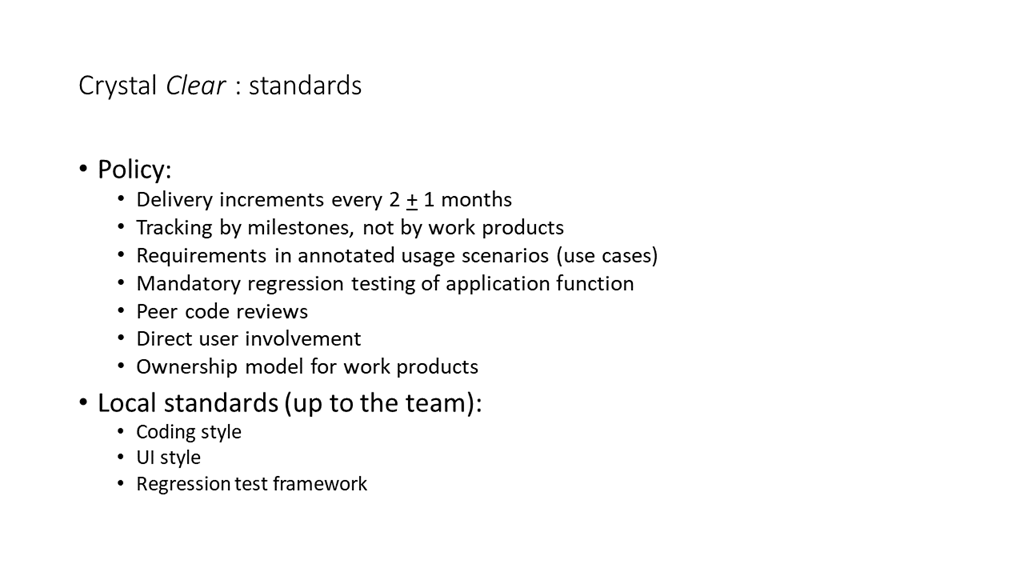 Crystal Clear : standards
• Policy:
• Delivery increments every 2 ± 1 months
• Tracking by milestones, not by work products
• Requirements in annotated usage scenarios (use cases)
• Mandatory regression testing of application function
• Peer code reviews
• Direct user involvement
• Ownership model for work products
• Local standards (up to the team):
• Coding style
• UI style
• Regression test framework